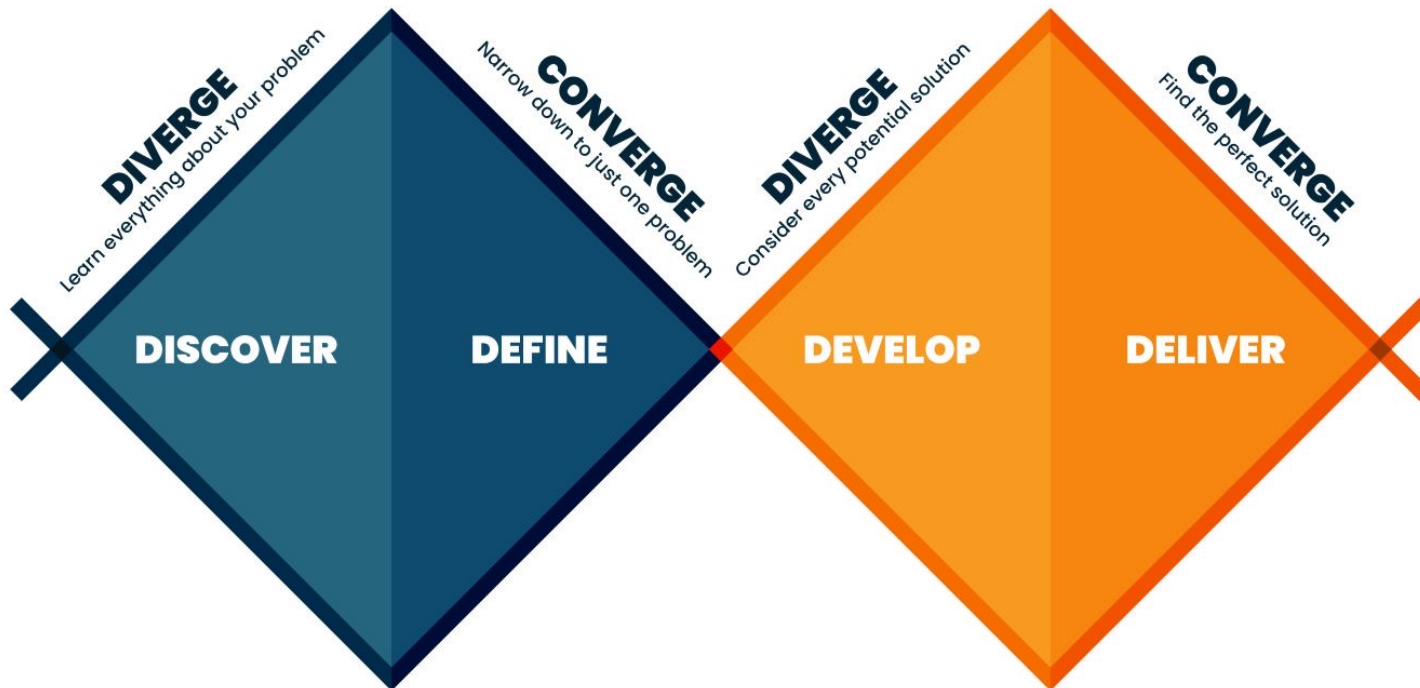 DIVERGE
Learn everything about your problem
CONVERGE
Narrow down to just one problem
DIVERGE
Consider every potential solution
CONVERGE
Find the perfect solution
DISCOVER
DEFINE
DEVELOP
DELIVER